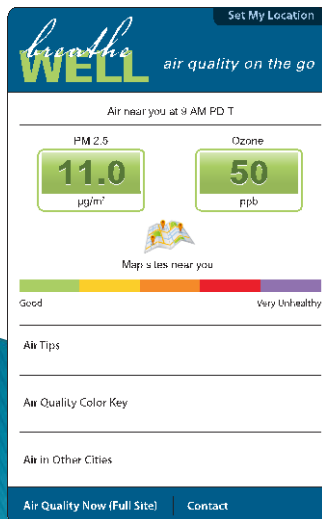 Set My Location
breathe
WELL
air quality on the go
Air near you at 9 AM PDT
PM 2.5 Ozone
11.0 50
µg/m³ ppb
Map sites near you
Good Very Unhealthy
Air Tips
Air Quality Color Key
Air in Other Cities
Air Quality Now (Full Site) Contact